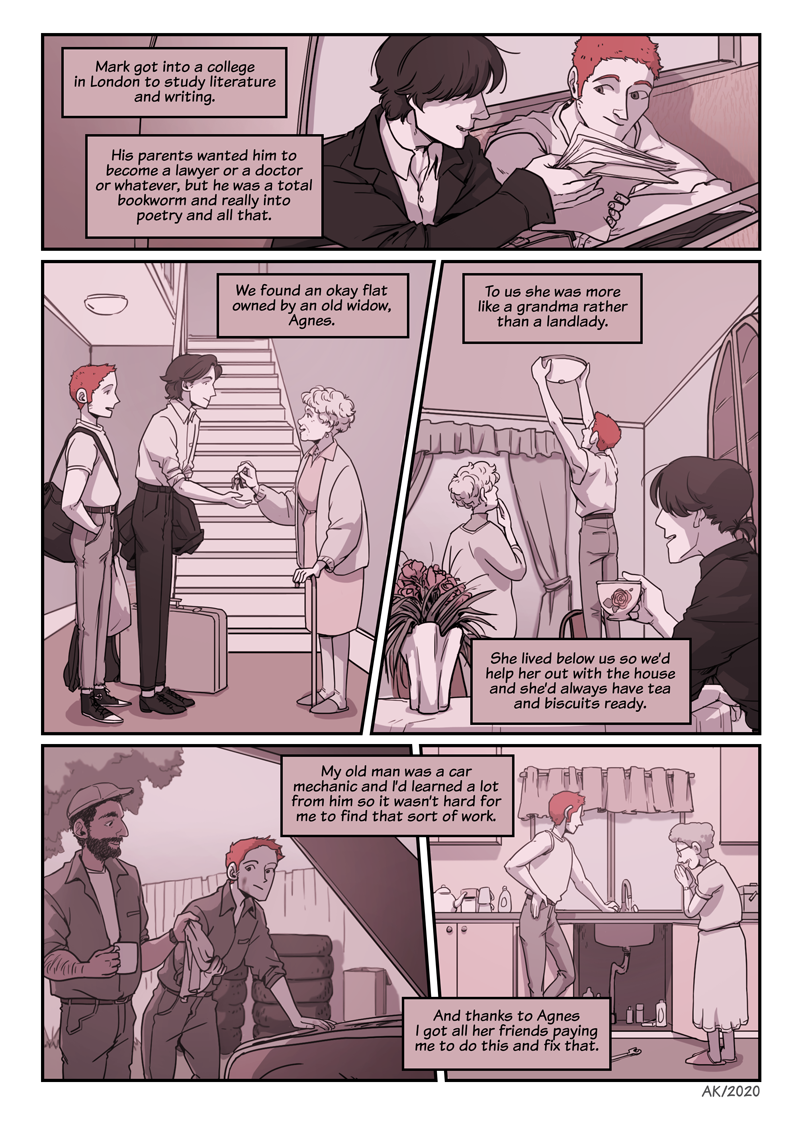 Mark got into a college
in London to study literature
and writing.
His parents wanted him to
become a lawyer or a doctor
or whatever, but he was a total
bookworm and really into
poetry and all that.
We found an okay flat
owned by an old widow,
Agnes.
To us she was more
like a grandma rather
than a landlady.
She lived below us so we'd
help her out with the house
and she'd always have tea
and biscuits ready.
My old man was a car
mechanic and I'd learned a lot
from him so it wasn't hard for
me to find that sort of work.
And thanks to Agnes
I got all her friends paying
me to do this and fix that.
AK/2020